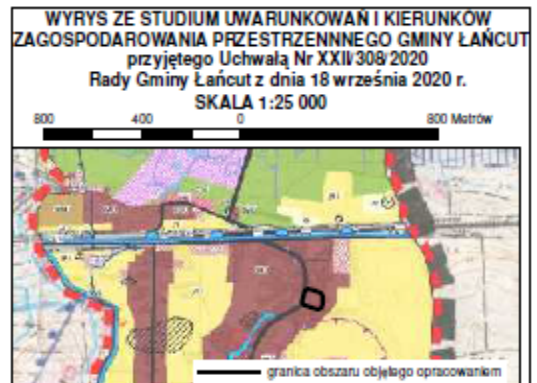 WYRYS ZE STUDIUM UWARUNKOWAŃ I KIERUNKÓW
ZAGOSPODAROWANIA PRZESTRZENNNEGO GMINY ŁAŃCUT
przyjętego Uchwałą Nr XXII/308/2020
Rady Gminy Łańcut z dnia 18 września 2020 r.
SKALA 1:25 000
800 400 0 800 Metrów
granica obszaru objętego opracowaniem